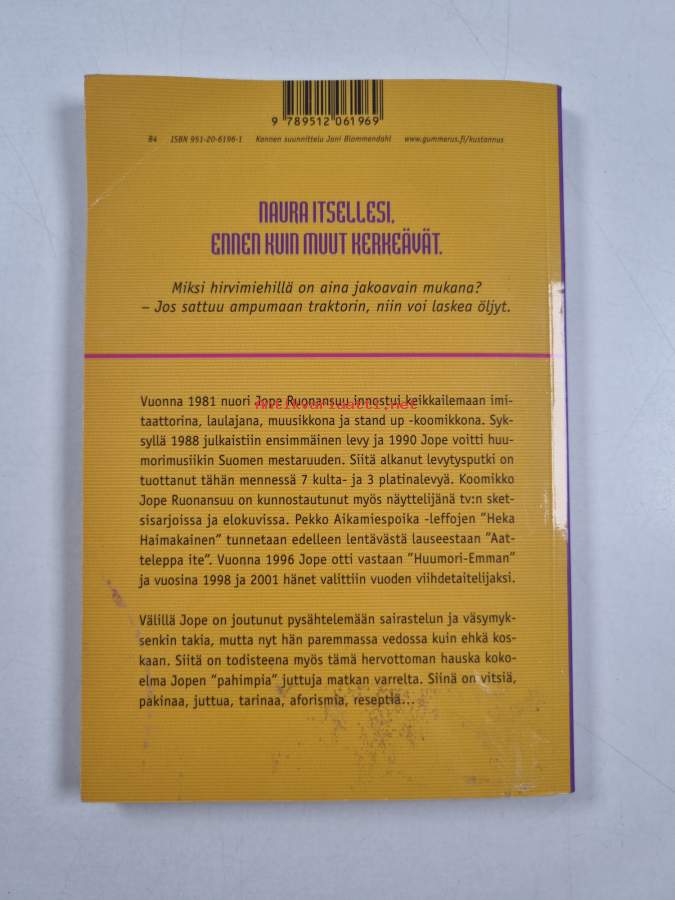 9 789512 061969
84 ISBN 951-20-6196-1 Kannen suunnittelu Joni Blommendahl www.gummerus.fi/kustannus
NAURA ITSELLESI,
ENNEN KUIN MUUT KERKEÄVÄT.
Miksi hirvimiehillä on aina jakoavain mukana?
– Jos sattuu ampumaan traktorin, niin voi laskea öljyt.
Vuonna 1981 nuori Jope Ruonansuu innostui keikkailemaan imi-
Antikvariaatti.net
taattorina, laulajana, muusikkona ja stand up -koomikkona. Syk-
syllä 1988 julkaistiin ensimmäinen levy ja 1990 Jope voitti huu-
morimusiikin Suomen mestaruuden. Siitä alkanut levytysputki on
tuottanut tähän mennessä 7 kulta- ja 3 platinalevyä. Koomikko
Jope Ruonansuu on kunnostautunut myös näyttelijänä tv:n sket-
sisarjoissa ja elokuvissa. Pekko Aikamiespoika -leffojen ”Heka
Haimakainen” tunnetaan edelleen lentävästä lauseestaan ”Aat-
teleppa ite”. Vuonna 1996 Jope otti vastaan ”Huumori-Emman”
ja vuosina 1998 ja 2001 hänet valittiin vuoden viihdetaitelijaksi.
Välillä Jope on joutunut pysähtelemään sairastelun ja väsymyk-
senkin takia, mutta nyt hän paremmassa vedossa kuin ehkä kos-
kaan. Siitä on todisteena myös tämä hervottoman hauska koko-
elma Jopen ”pahimpia” juttuja matkan varrelta. Siinä on vitsiä,
pakinaa, juttua, tarinaa, aforismia, reseptiä...